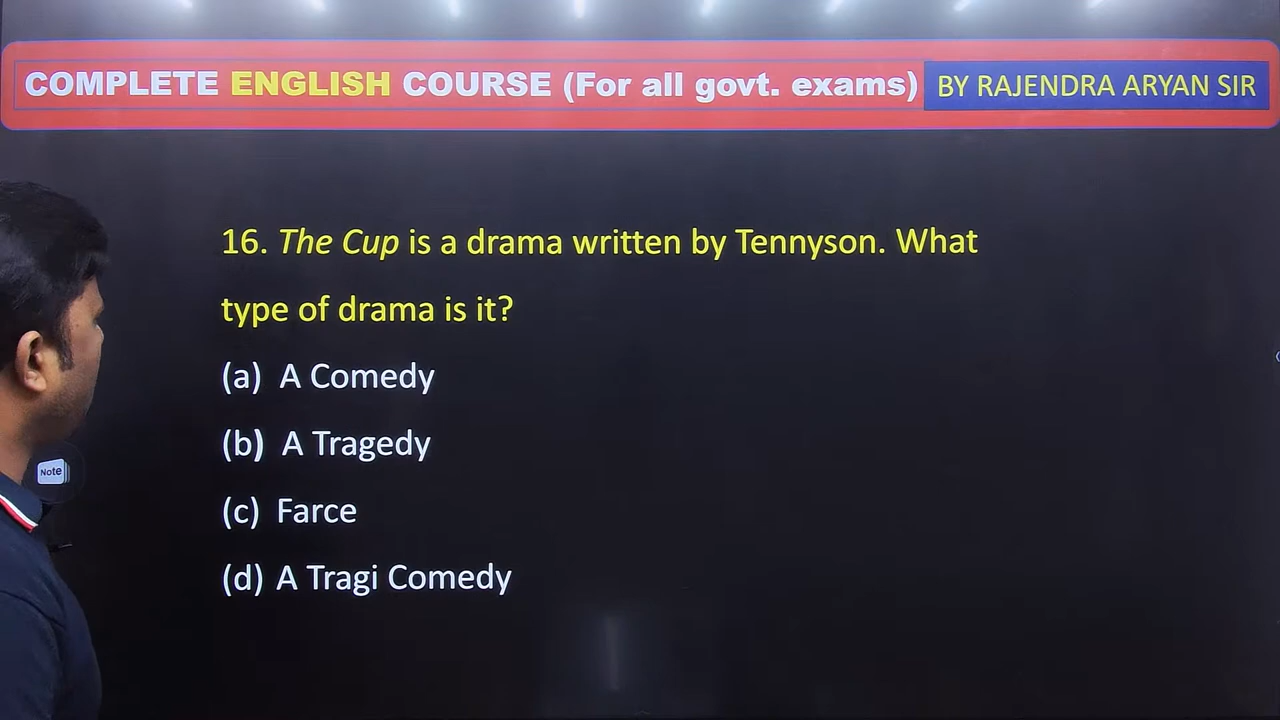 COMPLETE ENGLISH COURSE (For all govt. exams) BY RAJENDRA ARYAN SIR
16. The Cup is a drama written by Tennyson. What
type of drama is it?
(a) A Comedy
(b) A Tragedy
(c) Farce
(d) A Tragi Comedy
Note